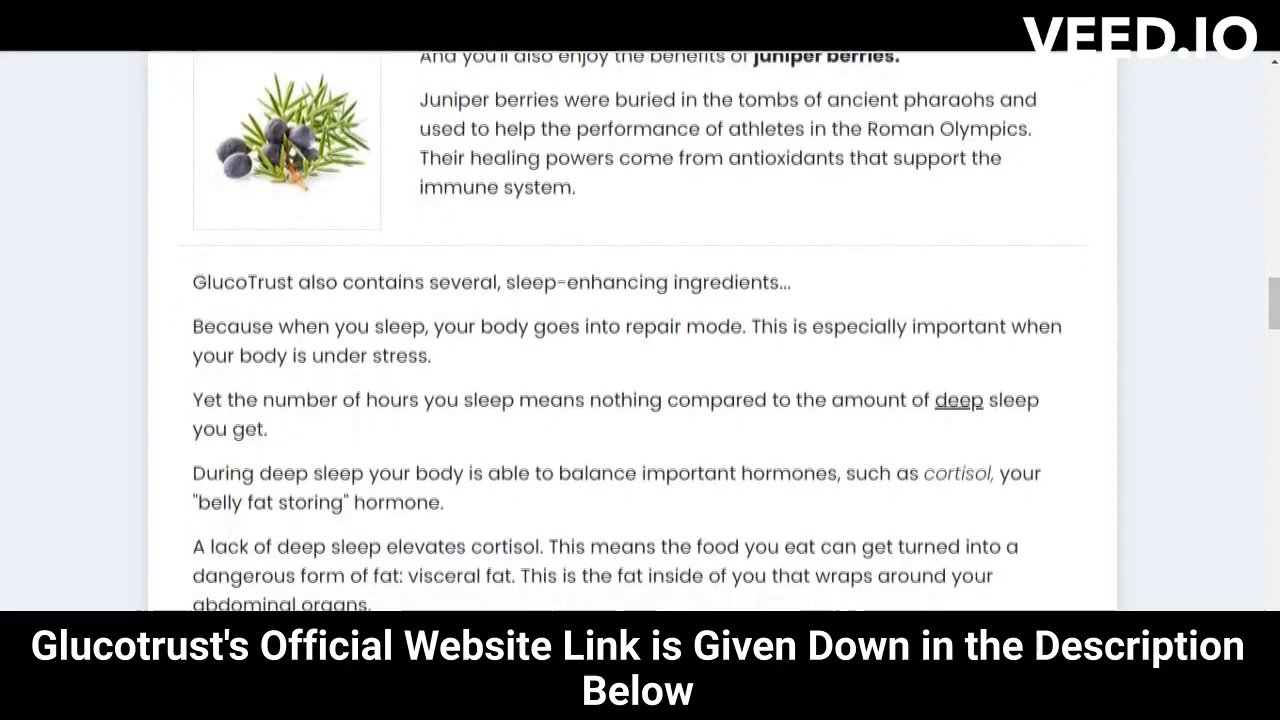 VEED.IO
And you'll also enjoy the benefits of juniper berries.
Juniper berries were buried in the tombs of ancient pharaohs and
used to help the performance of athletes in the Roman Olympics.
Their healing powers come from antioxidants that support the
immune system.
GlucoTrust also contains several, sleep-enhancing ingredients...
Because when you sleep, your body goes into repair mode. This is especially important when
your body is under stress.
Yet the number of hours you sleep means nothing compared to the amount of deep sleep
you get.
During deep sleep your body is able to balance important hormones, such as cortisol, your
"belly fat storing" hormone.
A lack of deep sleep elevates cortisol. This means the food you eat can get turned into a
dangerous form of fat: visceral fat. This is the fat inside of you that wraps around your
abdominal organs.
Glucotrust's Official Website Link is Given Down in the Description
Below